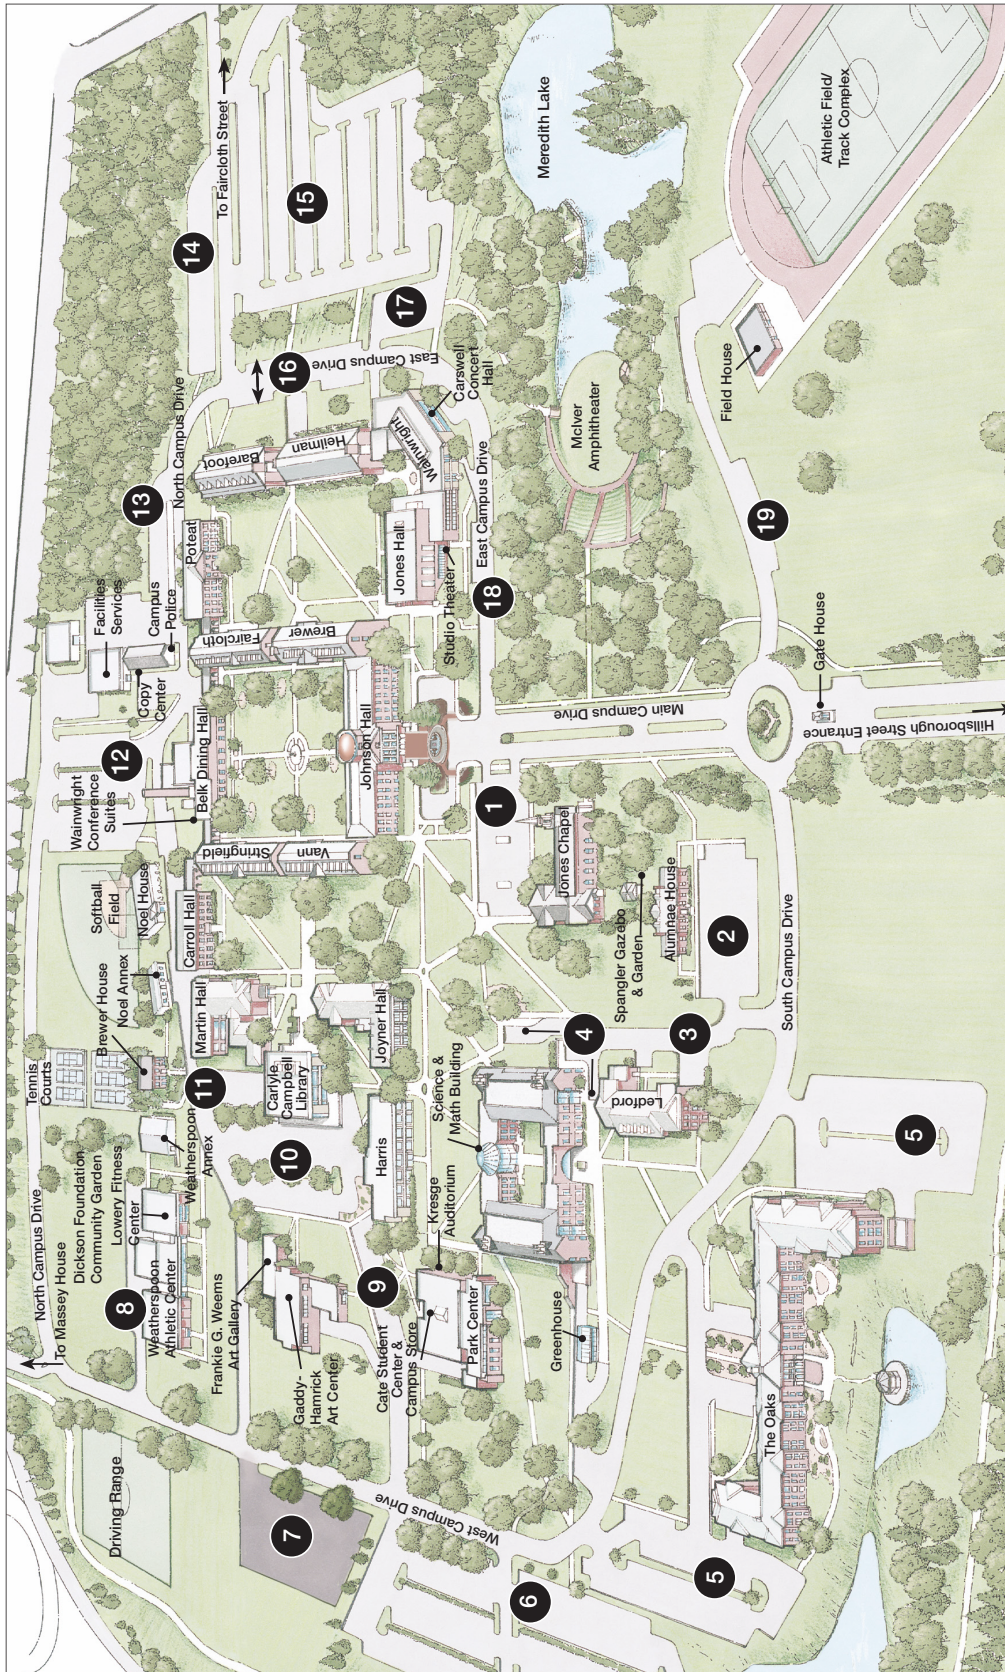 North Campus Drive
To Massey House
Driving Range
7
6
5
West Campus Drive
8
Weatherspoon
Athletic Center
Dickson Foundation
Community Garden
Lowery Fitness
Center
Weatherspoon
Annex
Frankie G. Weems
Art Gallery
Gaddy-
Hamrick
Art Center
9
Cate Student
Center &
Campus Store
Park Center
Kresge
Auditorium
Greenhouse
The Oaks
5
Tennis
Courts
Brewer House
Noel Annex
11
10
Carlyle
Campbell
Library
Harris
Martin Hall
Joyner Hall
Science &
Math Building
4
Ledford
3
South Campus Drive
Softball
Field
Noel House
Carroll Hall
Stringfield
Vann
Wainwright
Conference
Suites
12
Belk Dining Hall
Johnson Hall
1
Jones Chapel
Spangler Gazebo
& Garden
Alumnae House
2
Facilities
Services
Copy
Center
Campus
Police
Faircloth
Brewer
Main Campus Drive
Gate House
Hillsborough Street Entrance
13
North Campus Drive
Poteat
Barefoot
Heilman
Jones Hall
Wainwright
Studio Theater
Carswell
Concert
Hall
East Campus Drive
18
East Campus Drive
16
17
14
15
To Faircloth Street
McIver
Amphitheater
Meredith Lake
19
Field House
Athletic Field/
Track Complex